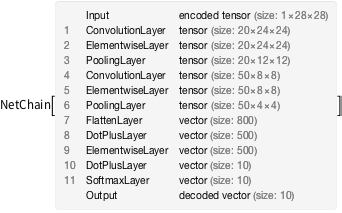 Input encoded tensor (size: 1×28×28)
1 ConvolutionLayer tensor (size: 20×24×24)
2 ElementwiseLayer tensor (size: 20×24×24)
3 PoolingLayer tensor (size: 20×12×12)
4 ConvolutionLayer tensor (size: 50×8×8)
5 ElementwiseLayer tensor (size: 50×8×8)
NetChain[ 6 PoolingLayer tensor (size: 50×4×4) ]
7 FlattenLayer vector (size: 800)
8 DotPlusLayer vector (size: 500)
9 ElementwiseLayer vector (size: 500)
10 DotPlusLayer vector (size: 10)
11 SoftmaxLayer vector (size: 10)
Output decoded vector (size: 10)